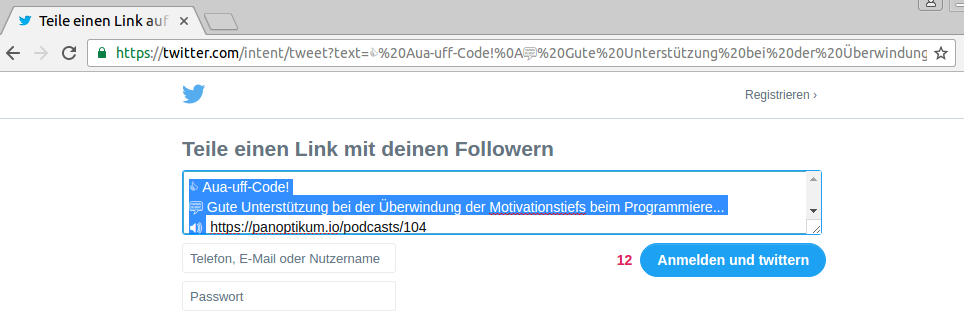 Teile einen Link auf
https://twitter.com/intent/tweet?text=👍%20Aua-uff-Code!%0A💬%20Gute%20Unterstützung%20bei%20der%20Überwindung
Registrieren ›
Teile einen Link mit deinen Followern
👍 Aua-uff-Code!
💬 Gute Unterstützung bei der Überwindung der Motivationstiefs beim Programmiere...
🔊 https://panoptikum.io/podcasts/104
Telefon, E-Mail oder Nutzername
12 Anmelden und twittern
Passwort